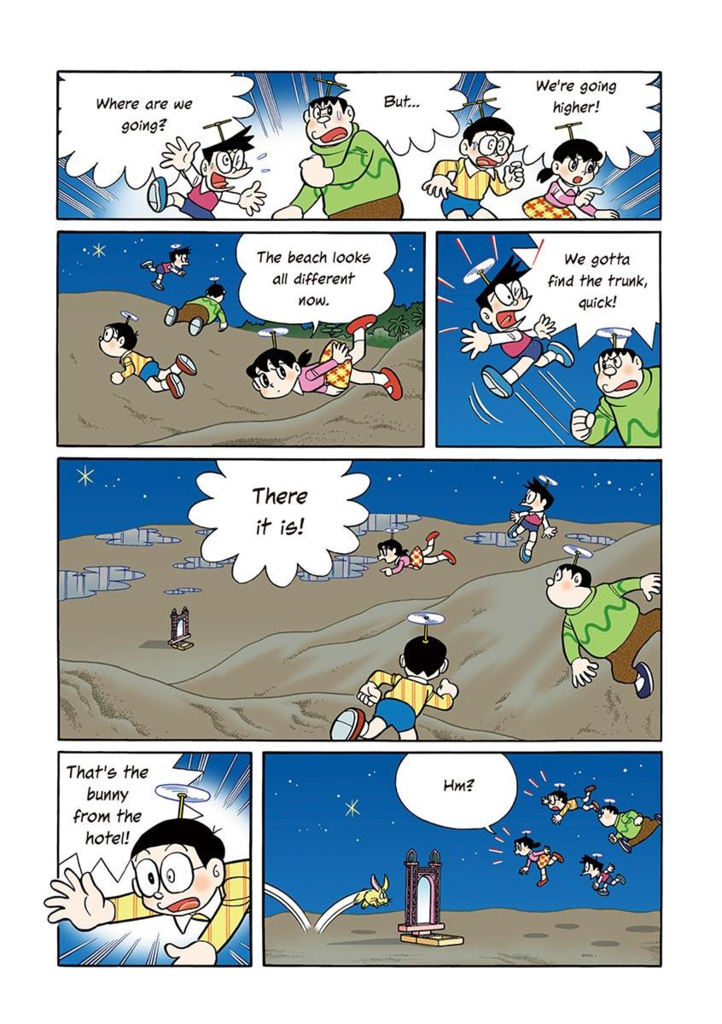 Where are we
going?
But...
We're going
higher!
The beach looks
all different
now.
We gotta
find the trunk,
quick!
There
it is!
That's the
bunny
from the
hotel!
Hm?